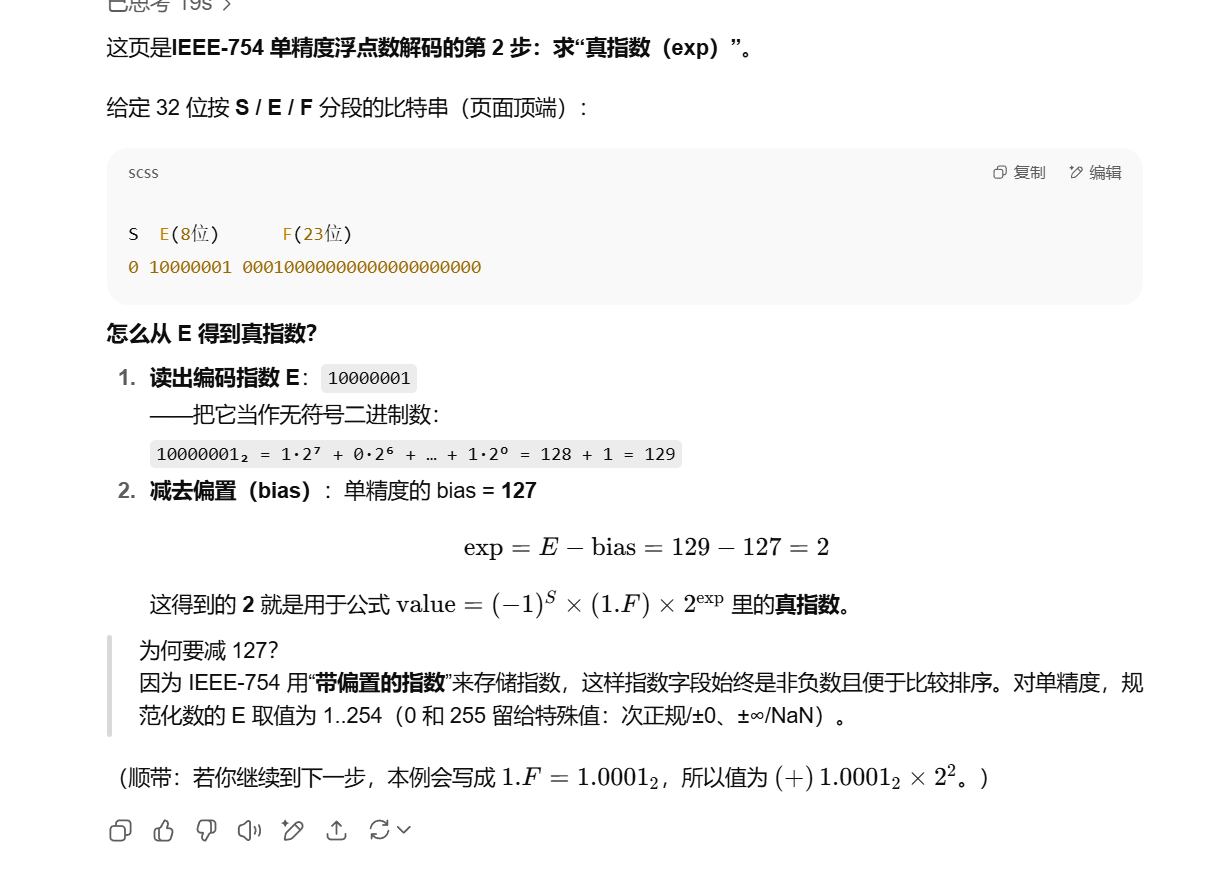 已思考 19s >
这页是IEEE-754 单精度浮点数解码的第 2 步：求“真指数（exp）”。
给定 32 位按 S / E / F 分段的比特串（页面顶端）：
scss 复制 编辑
S E(8位) F(23位)
0 10000001 00010000000000000000000
怎么从 E 得到真指数？
1. 读出编码指数 E： 10000001
——把它当作无符号二进制数：
10000001₂ = 1·2⁷ + 0·2⁶ + … + 1·2⁰ = 128 + 1 = 129
2. 减去偏置（bias）：单精度的 bias = 127
exp = E − bias = 129 − 127 = 2
这得到的 2 就是用于公式 value = (−1)^S × (1.F) × 2^exp 里的真指数。
为何要减 127？
因为 IEEE-754 用“带偏置的指数”来存储指数，这样指数字段始终是非负数且便于比较排序。对单精度，规
范化数的 E 取值为 1..254（0 和 255 留给特殊值：次正规/±0、±∞/NaN）。
（顺带：若你继续到下一步，本例会写成 1.F = 1.0001₂，所以值为 (+) 1.0001₂ × 2²。）